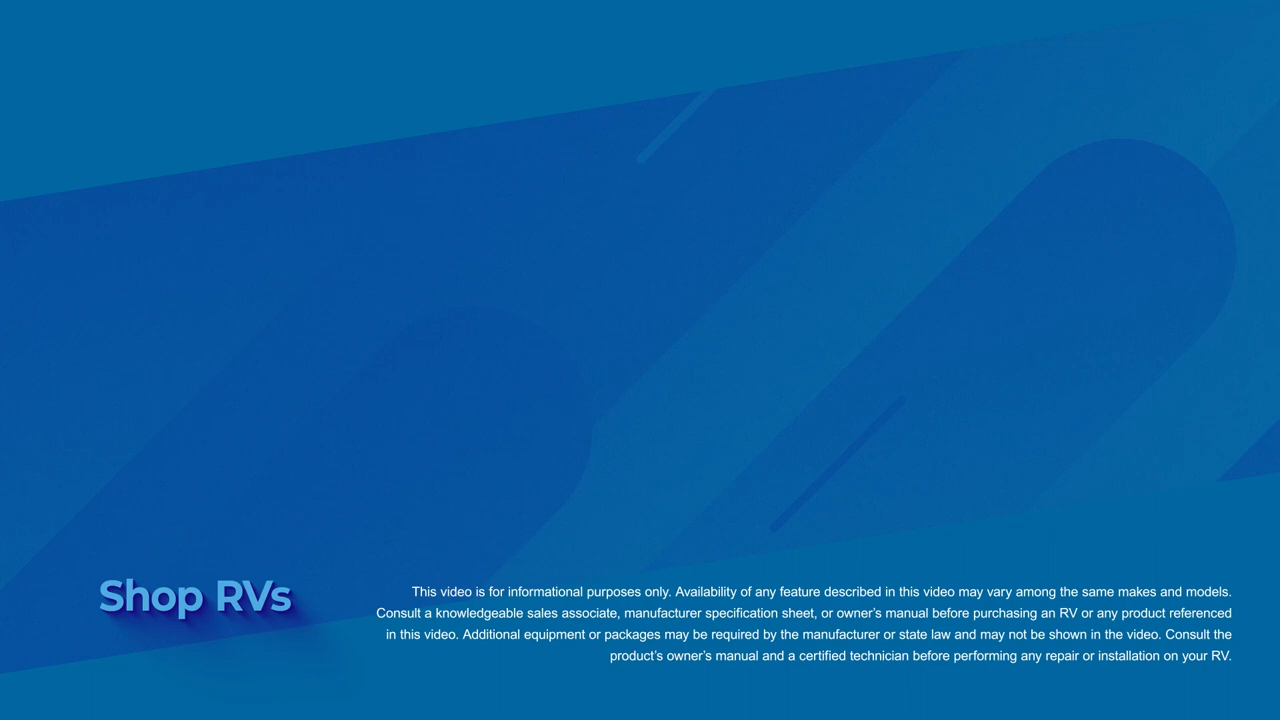 Shop RVs
This video is for informational purposes only. Availability of any feature described in this video may vary among the same makes and models.
Consult a knowledgeable sales associate, manufacturer specification sheet, or owner’s manual before purchasing an RV or any product referenced
in this video. Additional equipment or packages may be required by the manufacturer or state law and may not be shown in the video. Consult the
product’s owner’s manual and a certified technician before performing any repair or installation on your RV.